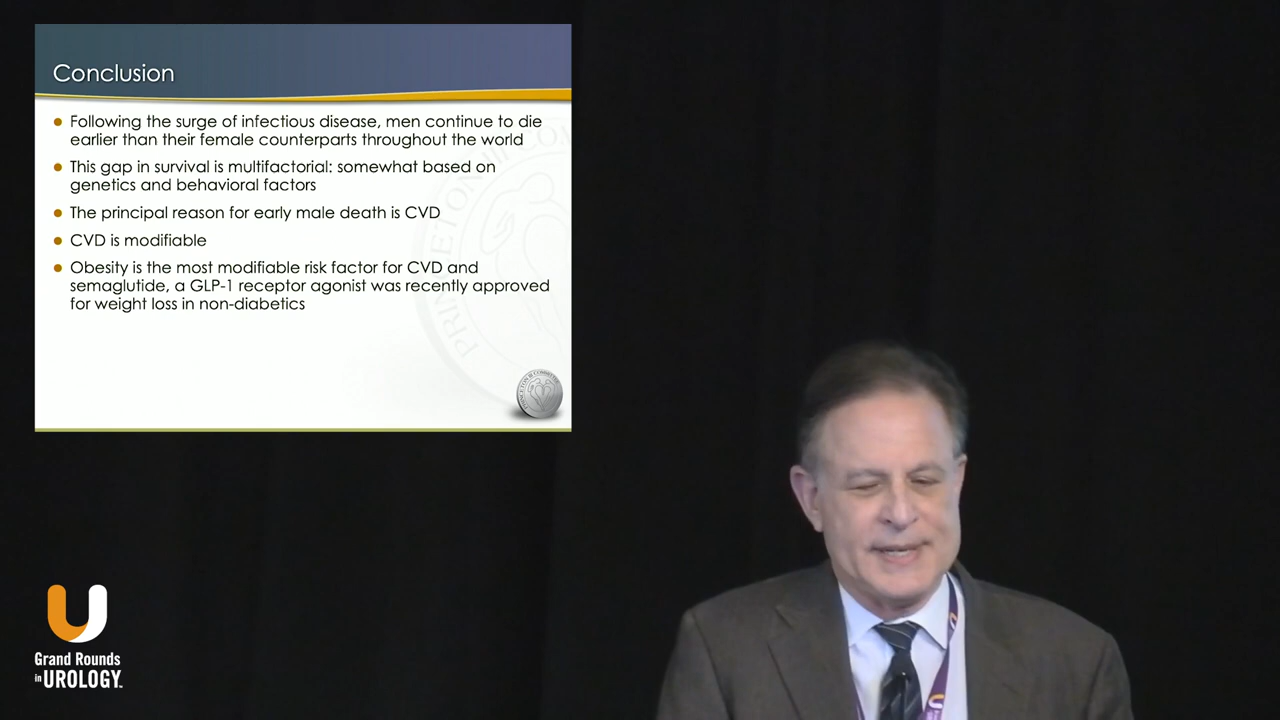 Conclusion
Following the surge of infectious disease, men continue to die
earlier than their female counterparts throughout the world
This gap in survival is multifactorial: somewhat based on
genetics and behavioral factors
The principal reason for early male death is CVD
CVD is modifiable
Obesity is the most modifiable risk factor for CVD and
semaglutide, a GLP-1 receptor agonist was recently approved
for weight loss in non-diabetics
U
Grand Rounds
in UROLOGY